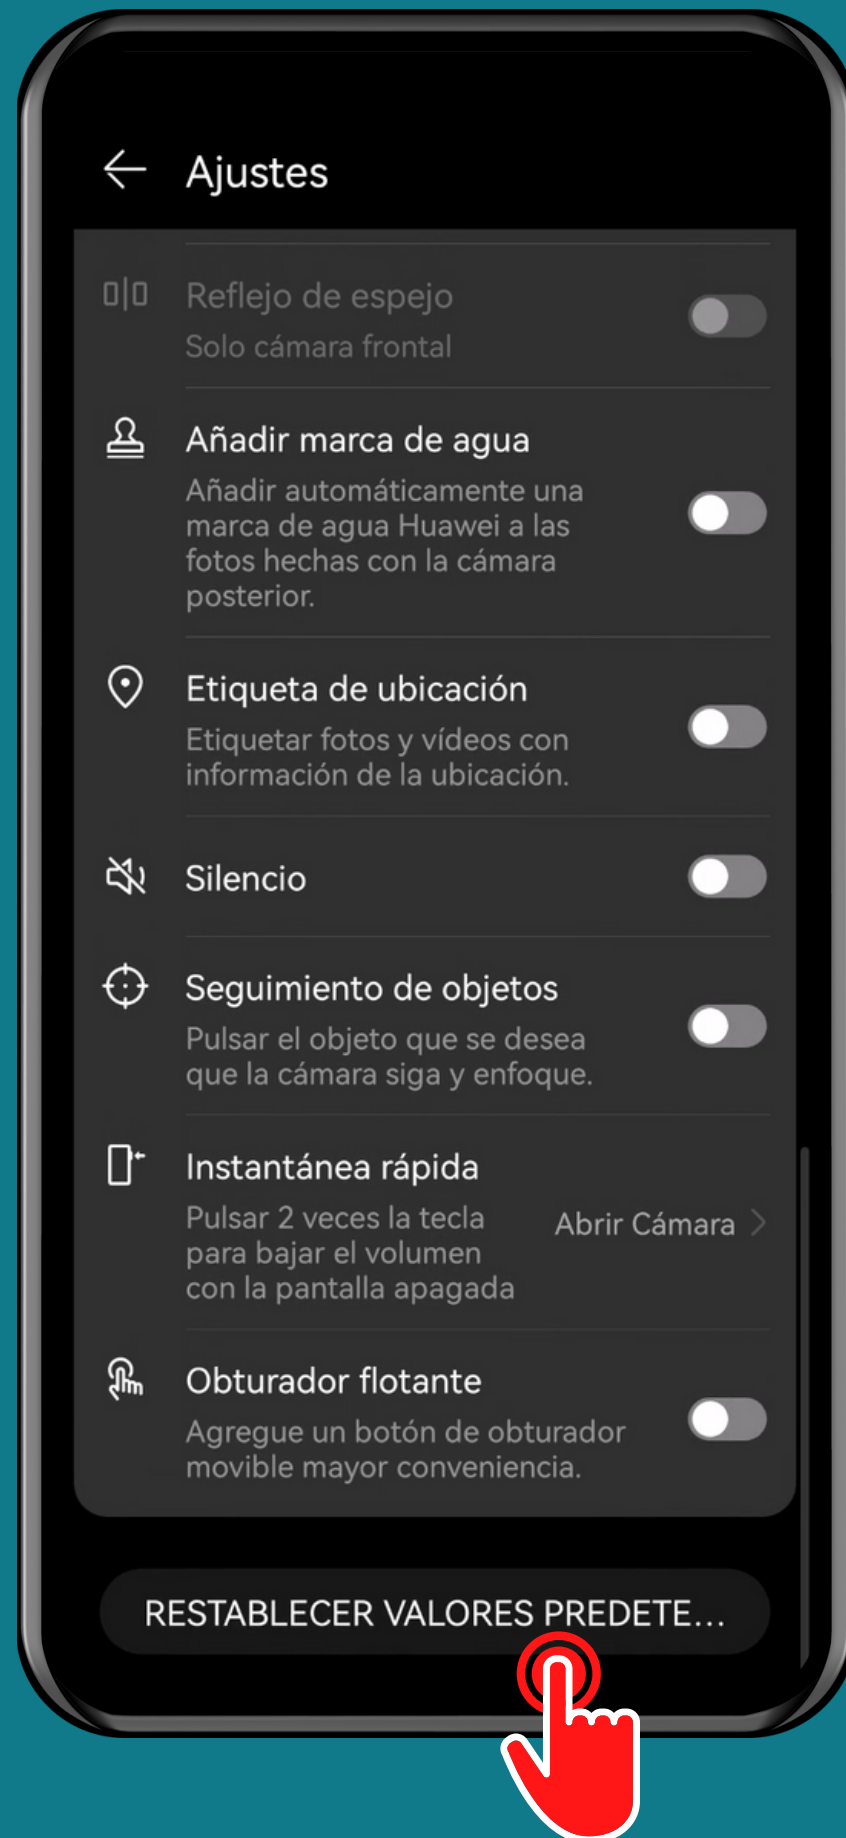 Ajustes
Reflejo de espejo
Solo cámara frontal
Añadir marca de agua
Añadir automáticamente una
marca de agua Huawei a las
fotos hechas con la cámara
posterior.
Etiqueta de ubicación
Etiquetar fotos y vídeos con
información de la ubicación.
Silencio
Seguimiento de objetos
Pulsar el objeto que se desea
que la cámara siga y enfoque.
Instantánea rápida
Pulsar 2 veces la tecla
para bajar el volumen
con la pantalla apagada
Abrir Cámara
Obturador flotante
Agregue un botón de obturador
movible mayor conveniencia.
RESTABLECER VALORES PREDETE...